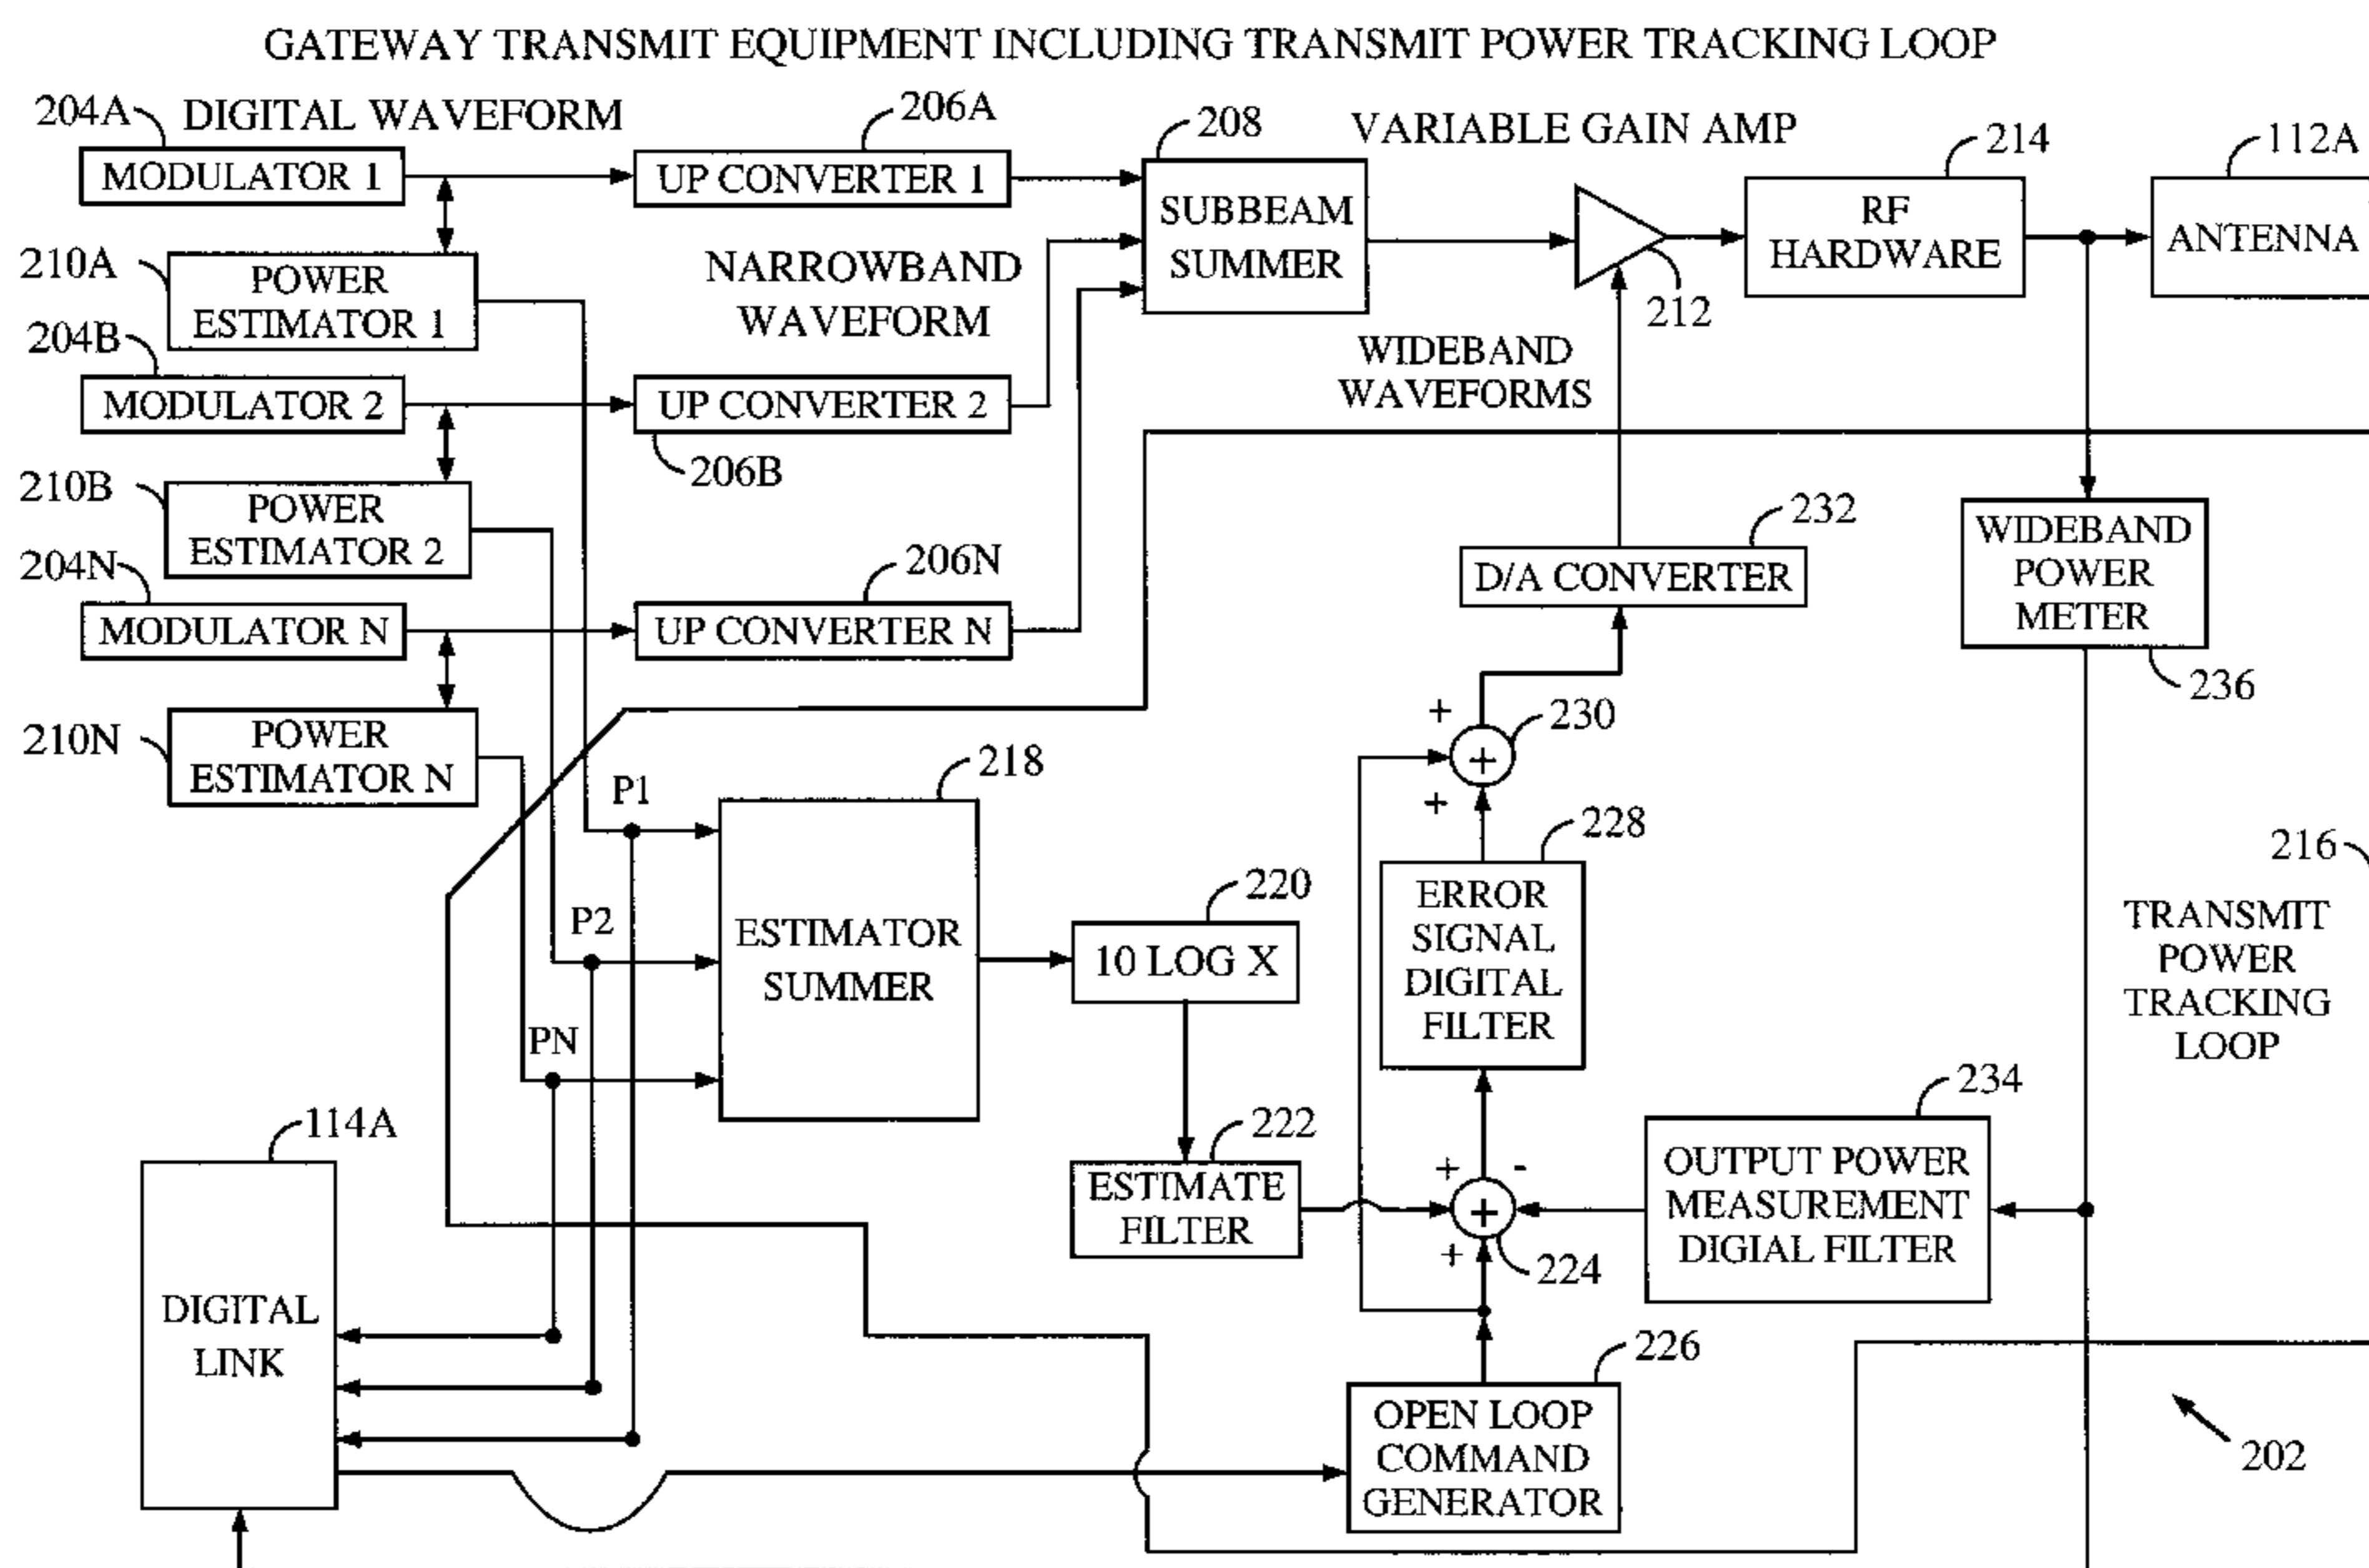 GATEWAY TRANSMIT EQUIPMENT INCLUDING TRANSMIT POWER TRACKING LOOP
204A
DIGITAL WAVEFORM
206A
208
VARIABLE GAIN AMP
214
112A
MODULATOR 1
UP CONVERTER 1
SUBBEAM
SUMMER
RF
HARDWARE
ANTENNA
210A
POWER
ESTIMATOR 1
NARROWBAND
WAVEFORM
212
204B
WIDEBAND
WAVEFORMS
MODULATOR 2
UP CONVERTER 2
206B
210B
POWER
ESTIMATOR 2
232
WIDEBAND
POWER
METER
204N
206N
D/A CONVERTER
MODULATOR N
UP CONVERTER N
236
210N
POWER
ESTIMATOR N
+
230
+
+
218
P1
228
216
220
ERROR
SIGNAL
DIGITAL
FILTER
TRANSMIT
POWER
TRACKING
LOOP
P2
ESTIMATOR
SUMMER
10 LOG X
PN
234
114A
222
ESTIMATE
FILTER
+
-
+
+
224
OUTPUT POWER
MEASUREMENT
DIGIAL FILTER
DIGITAL
LINK
226
OPEN LOOP
COMMAND
GENERATOR
202